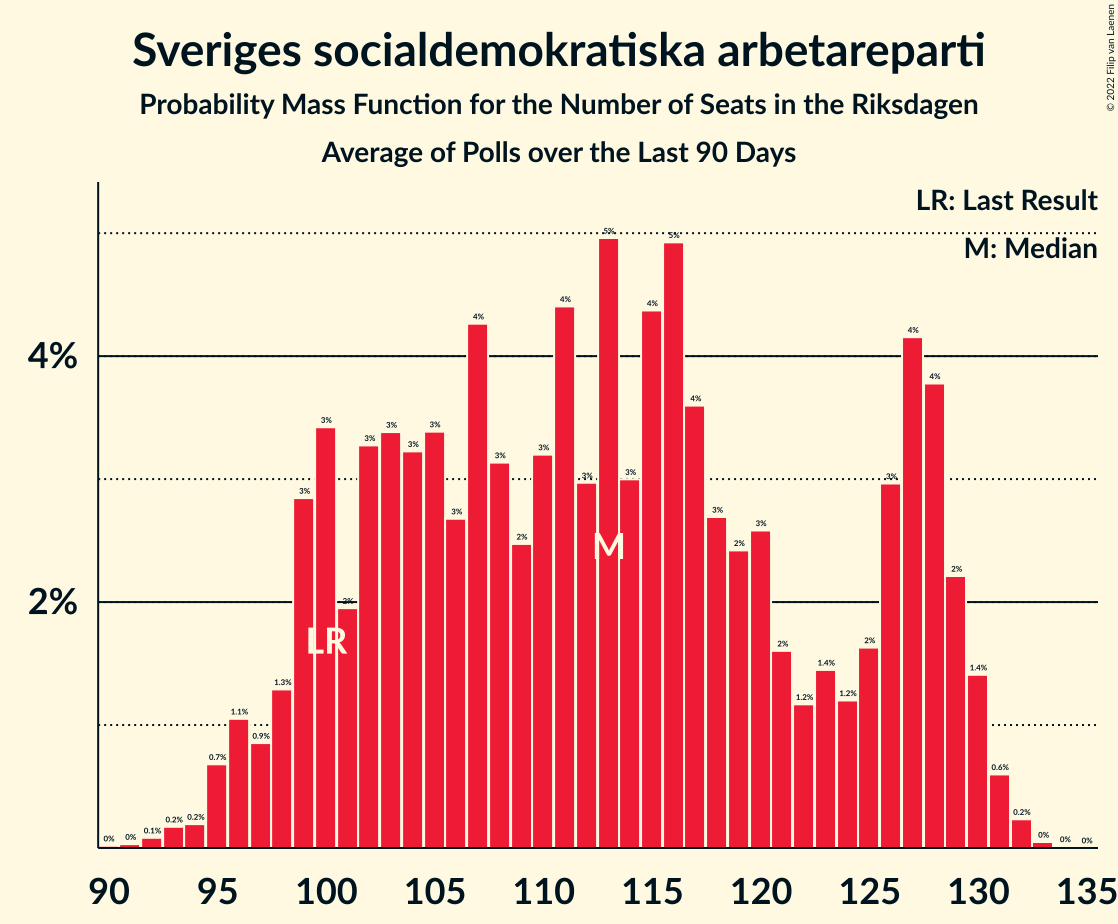 © 2022 Filip van Laenen
Sveriges socialdemokratiska arbetareparti
Probability Mass Function for the Number of Seats in the Riksdagen
Average of Polls over the Last 90 Days
LR: Last Result
M: Median
4%
2%
0% 0% 0.1% 0.2% 0.2% 0.7% 1.1% 0.9% 1.3% 3% 3% 2% 3% 3% 3% 3% 3% 4% 3% 2% 3% 4% 3% 5% 3% 4% 5% 4% 3% 2% 3% 2% 1.2% 1.4% 1.2% 2% 3% 4% 4% 2% 1.4% 0.6% 0.2% 0% 0% 0%
M
LR
90 95 100 105 110 115 120 125 130 135